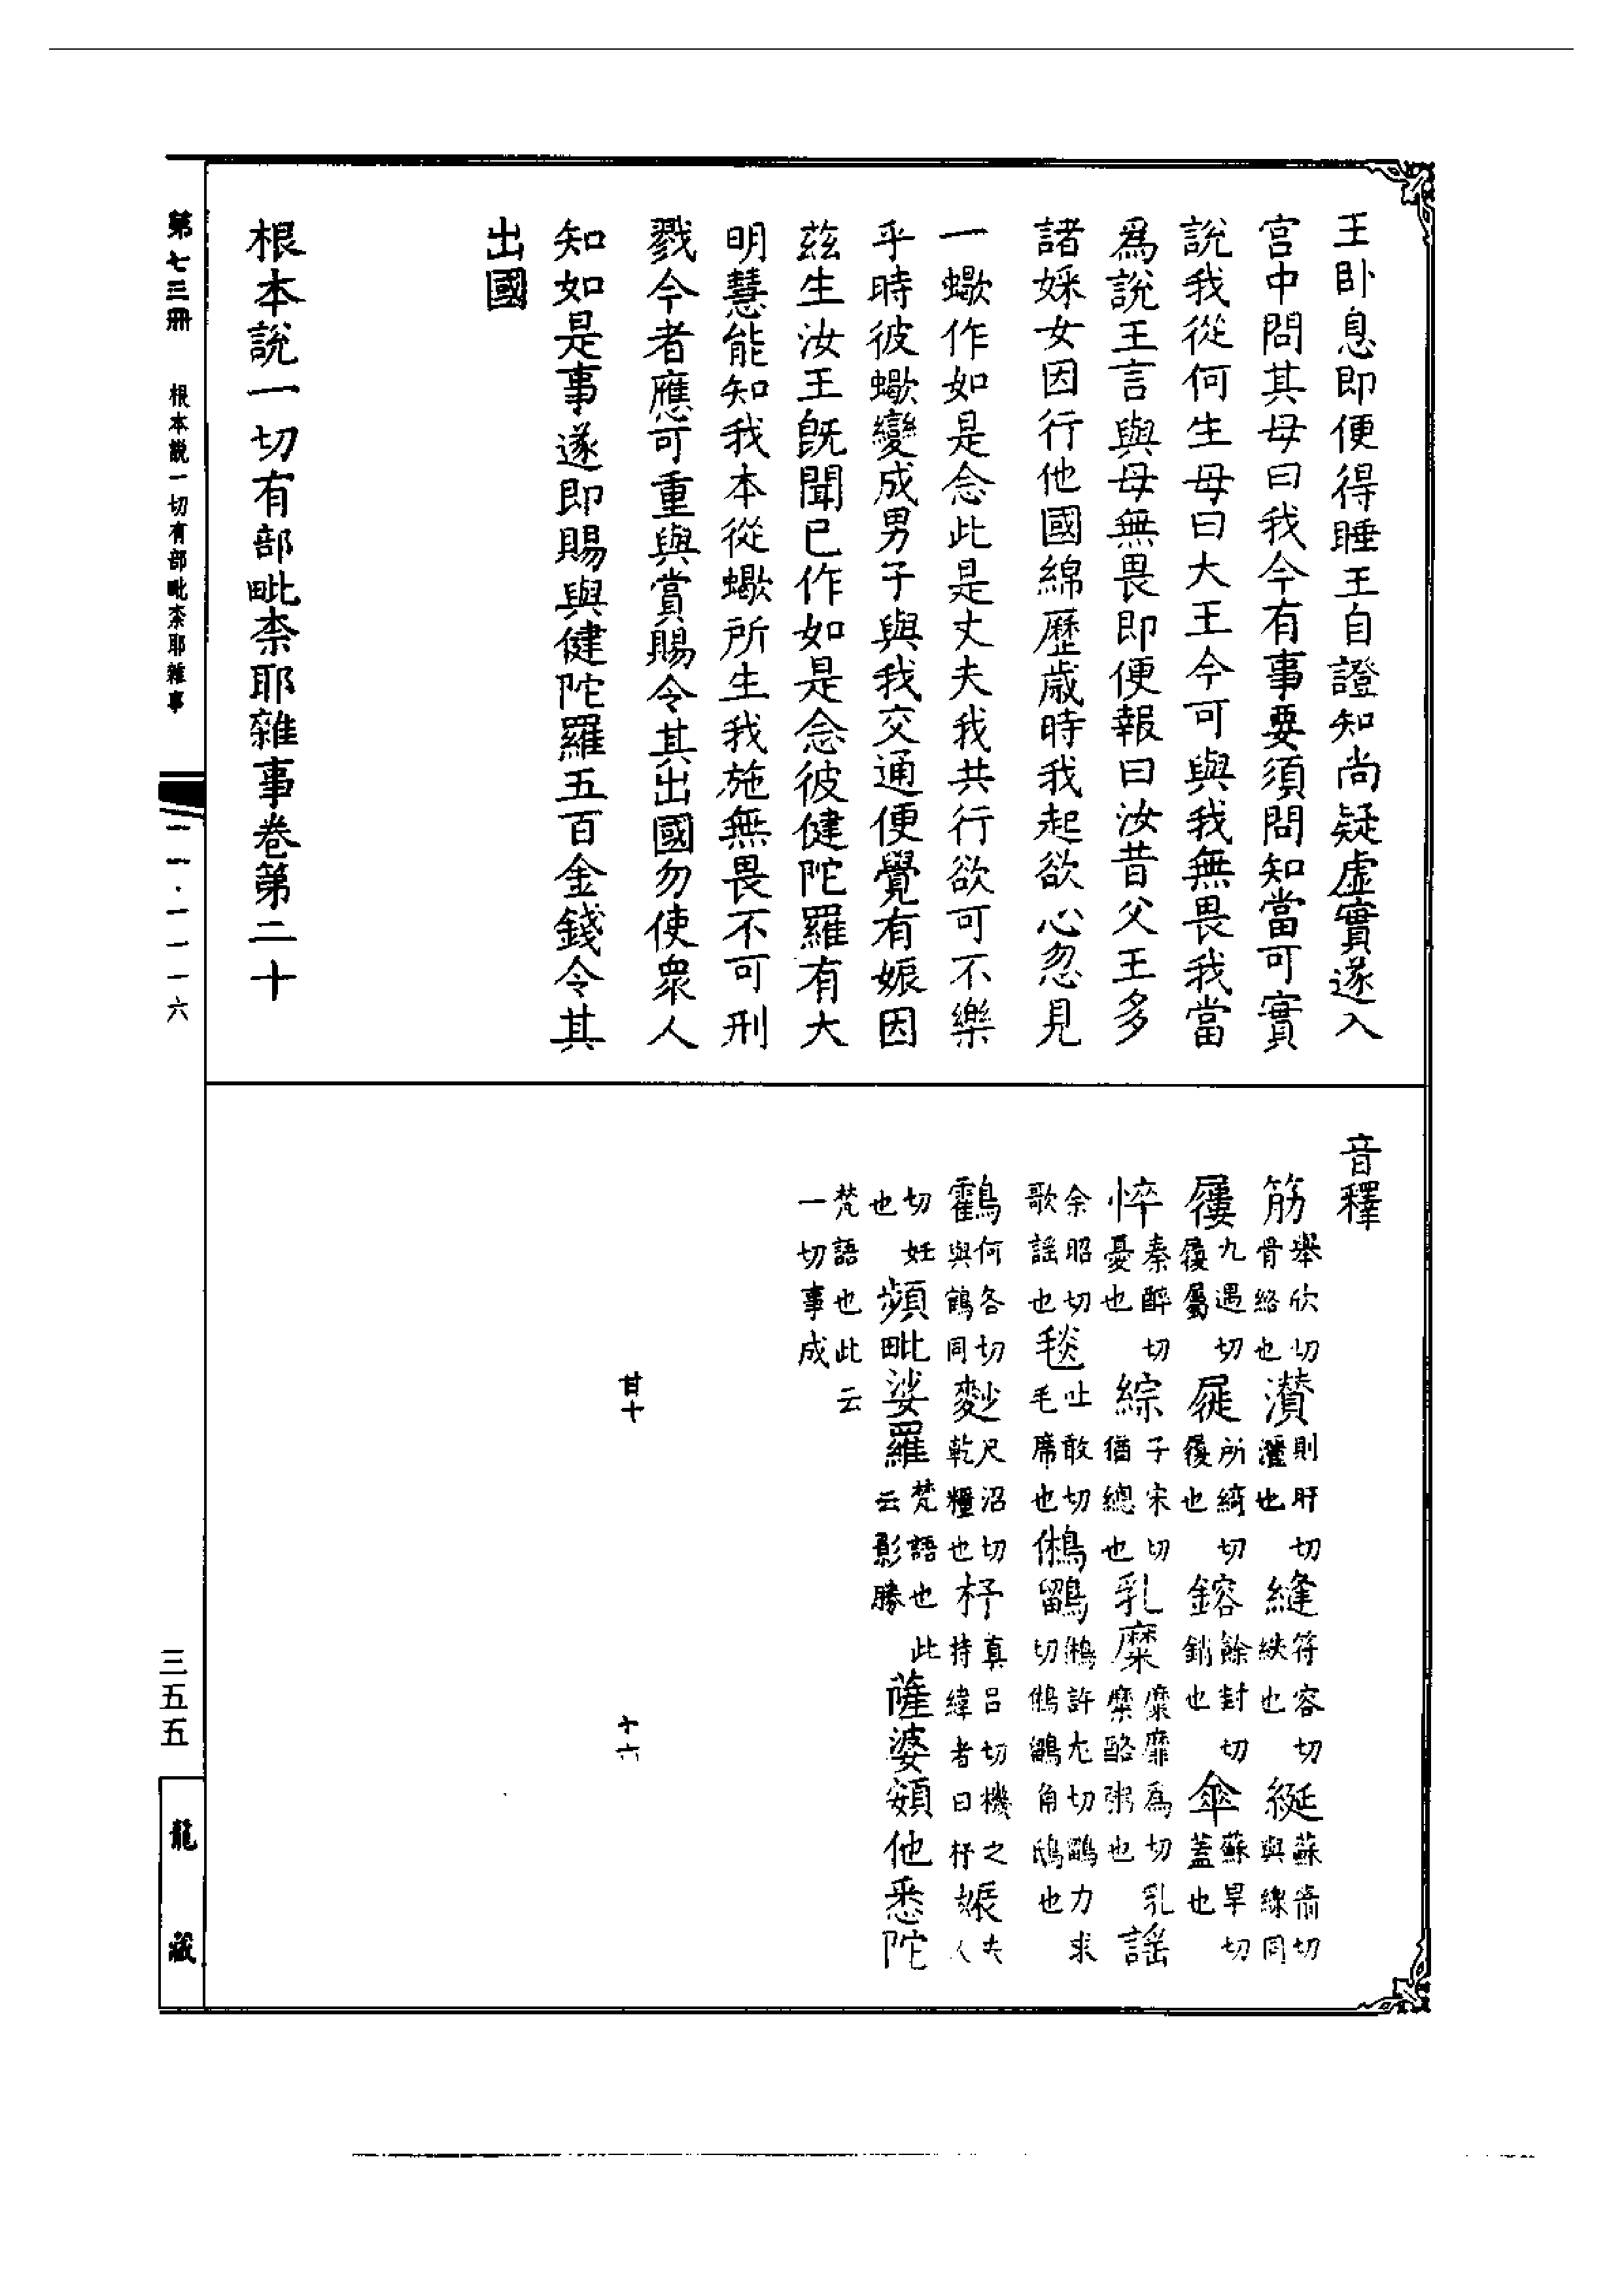 王卧息即便得睡王自證知尚疑虛實遂入
宮中問其母曰我今有事要須問知當可實
說我從何生母曰大王今可與我無畏我當
爲說王言與母無畏即便報曰汝昔父王多
諸婇女因行他國綿歷歲時我起欲心忽見
一蠍作如是念此是丈夫我共行欲可不樂
乎時彼蠍變成男子與我交通便覺有娠因
茲生汝王旣聞已作如是念彼健陀羅有大
明慧能知我本從蠍所生我施無畏不可刑
戮今者應可重與賞賜令其出國勿使衆人
知如是事遂即賜與健陀羅五百金錢令其
出國
根本說一切有部毗柰耶雜事卷第二十
音釋
筋舉欣切骨絡也 灒則肝切灑也 縫符容切紩也 綖蘇箭切與線同
屨九遇切履屬 屣所綺切履也 鎔餘封切銷也 傘蘇旱切蓋也
悴秦醉切憂也 綜子宋切猶總也 乳糜糜靡爲切乳糜酪粥也 謠
余昭切歌謠也 毯吐敢切毛席也 鵂鶹鵂許尤切鶹力求切鵂鶹角鴟也
鸖何各切與鶴同 麨尺沼切乾糧也 杼直呂切機之持緯者曰杼 娠失人
切妊也 頻毗娑羅梵語也此云影勝 薩婆頞他悉陀
梵語也此云一切事成
甘十
十六
第七三冊 根本說一切有部毗柰耶雜事
一一·一一一六
三五五
龍藏